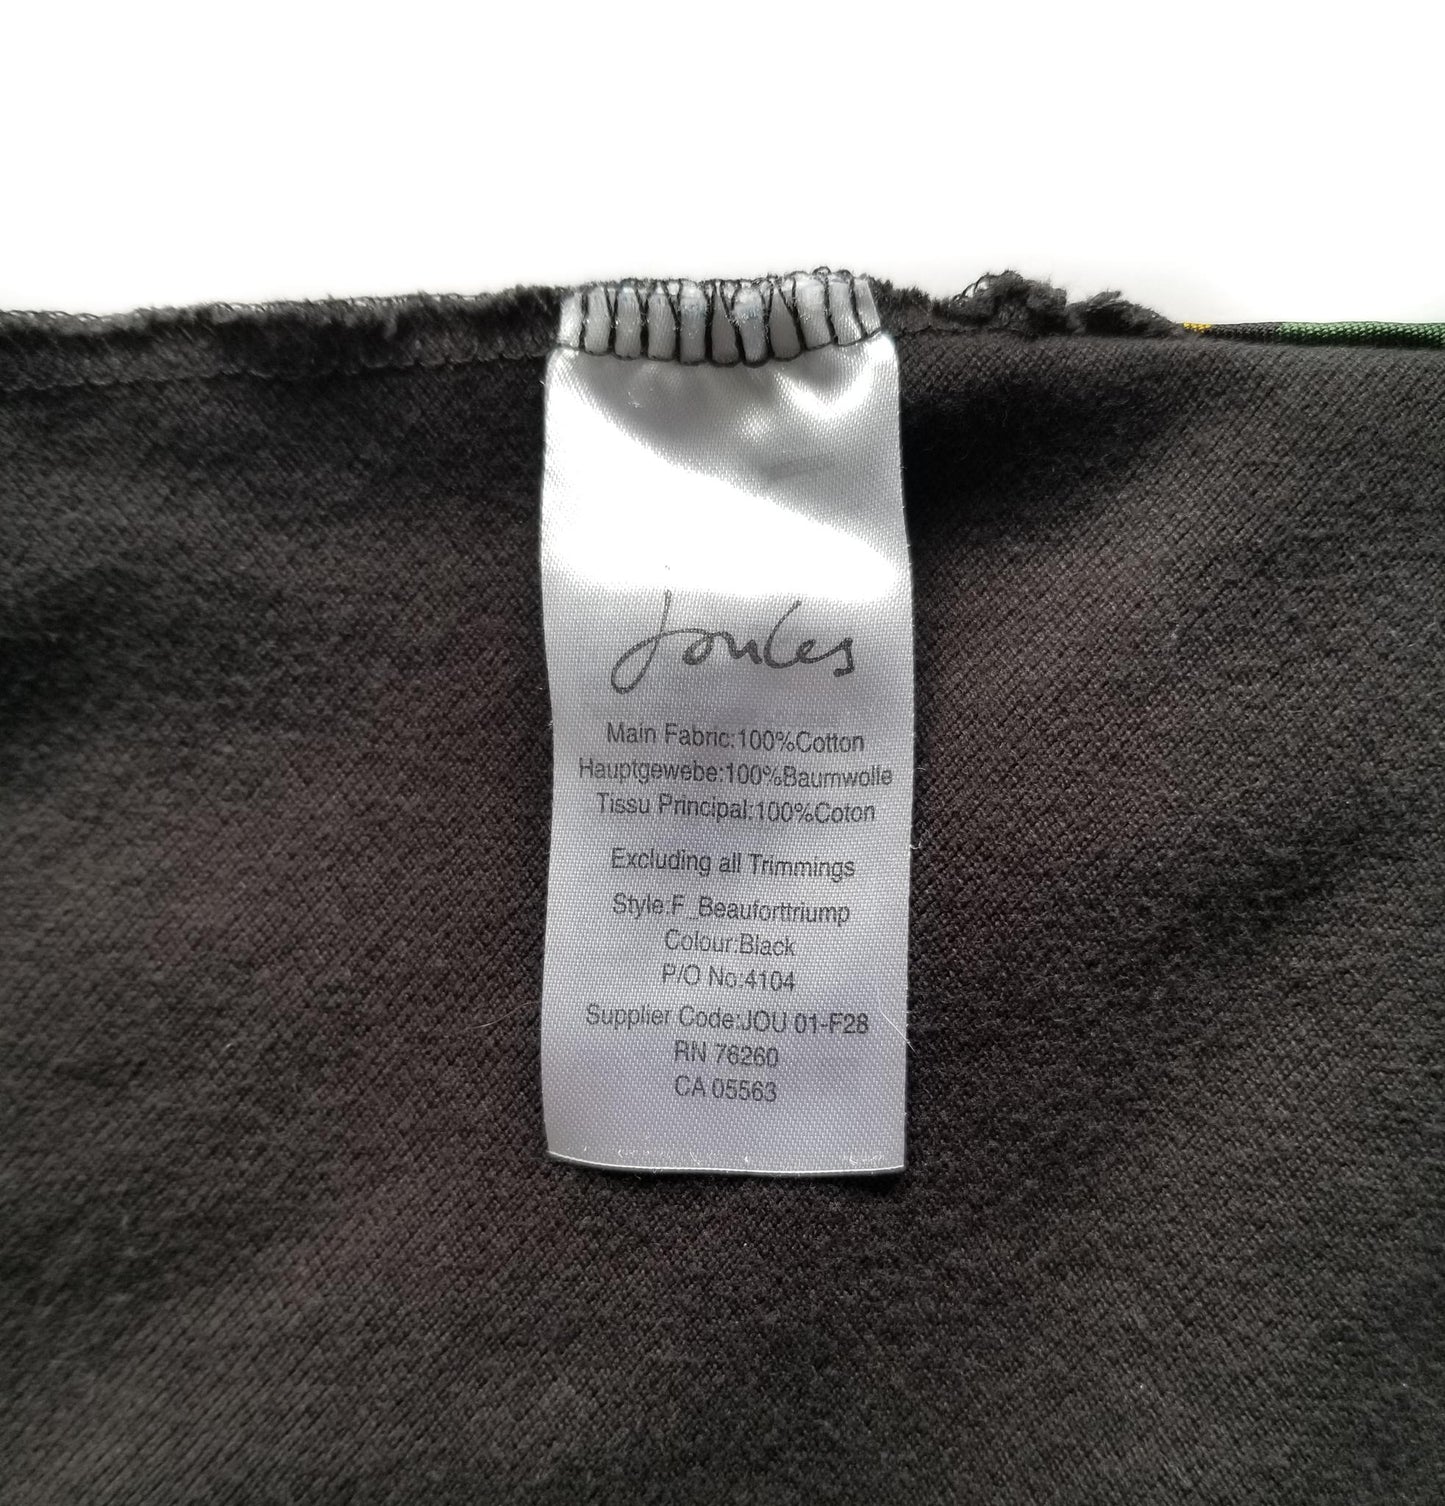 Joules
Main Fabric:100%Cotton
Hauptgewebe:100%Baumwolle
Tissu Principal:100%Coton
Excluding all Trimmings
Style:F_Beauforttriump
Colour:Black
P/O No:4104
Supplier Code:JOU 01-F28
RN 76260
CA 05563